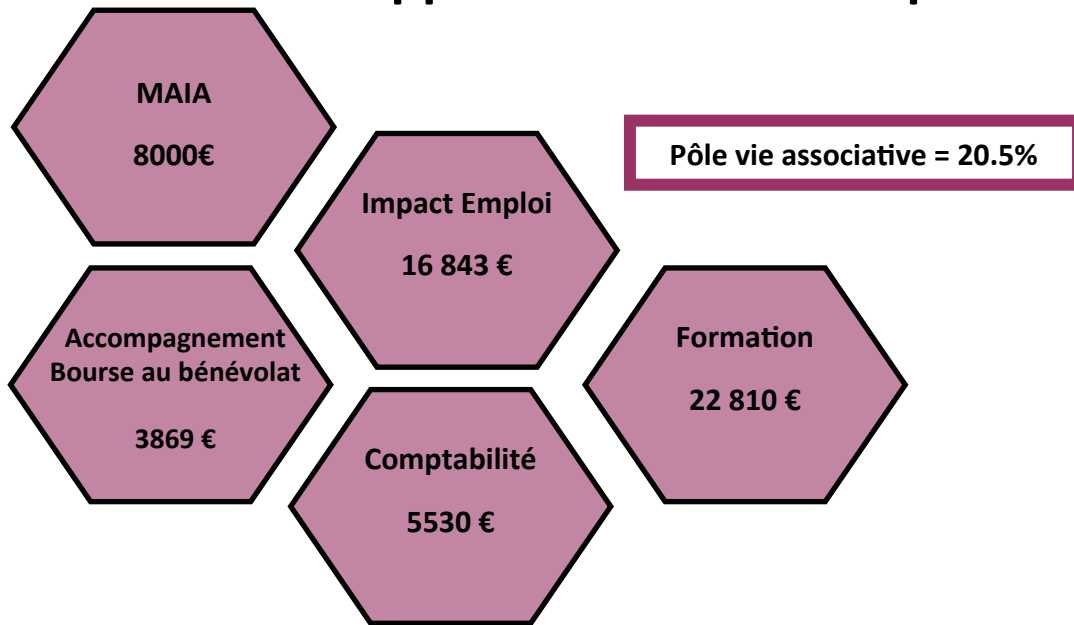 MAIA
8000€
Pôle vie associative = 20.5%
Impact Emploi
16 843 €
Accompagnement
Bourse au bénévolat
3869 €
Formation
22 810 €
Comptabilité
5530 €